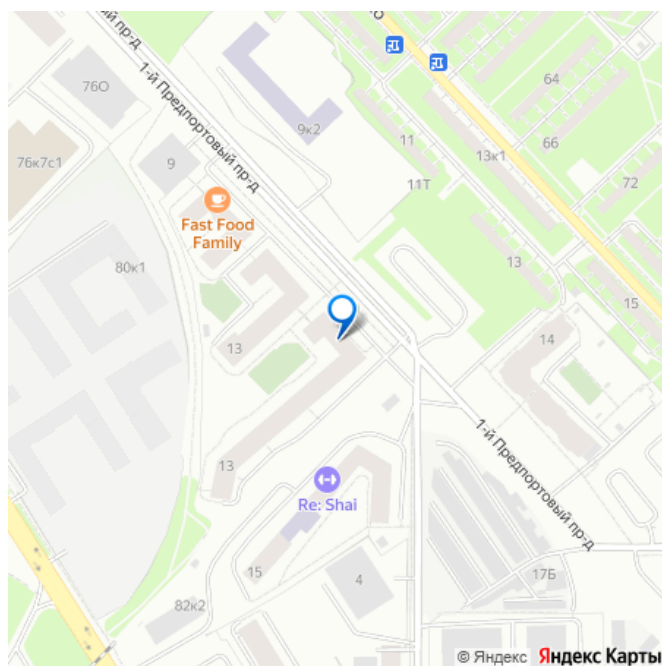 й пр-д
О
64
76О
1-й Предпортовый пр-д
9к2
11
66
13к1
76к7с1
9
11Т
72
Fast Food
Family
80к1
13
15
13
14
13
1-й Предпортовый пр-д
Re: Shai
15
4
17Б
82к2
© Яндекс Яндекс Карты